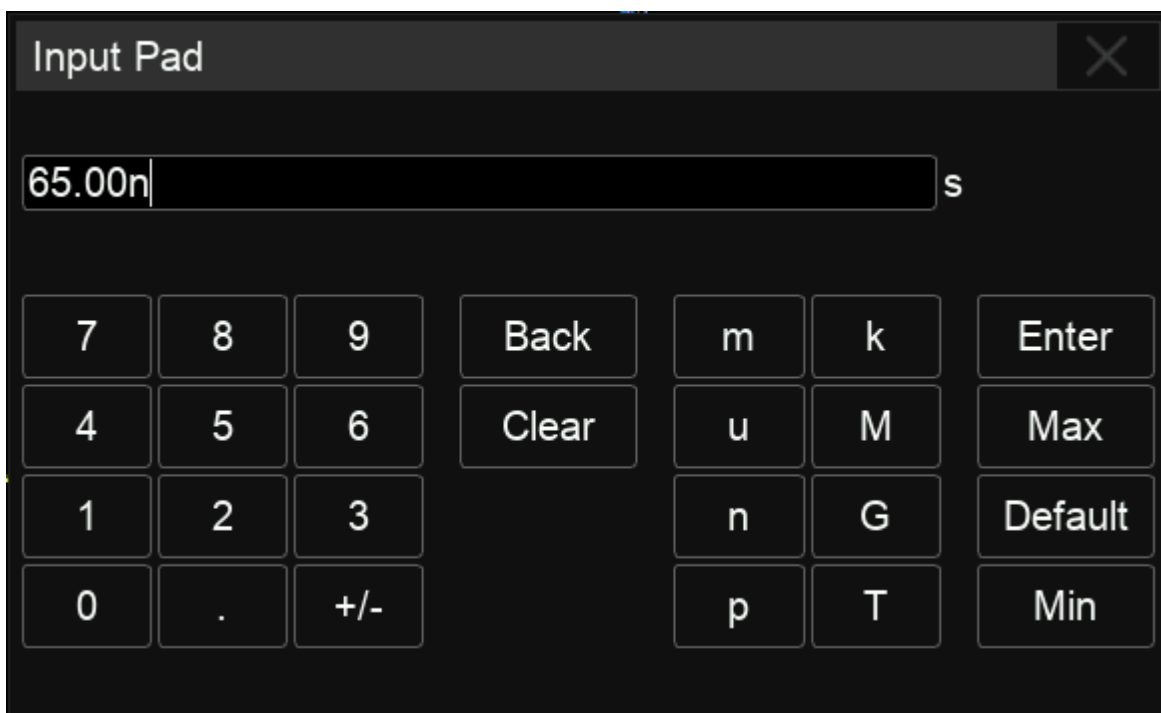 Input Pad
65.00n s
7 8 9 Back m k Enter
4 5 6 Clear u M Max
1 2 3 n G Default
0 . +/- p T Min